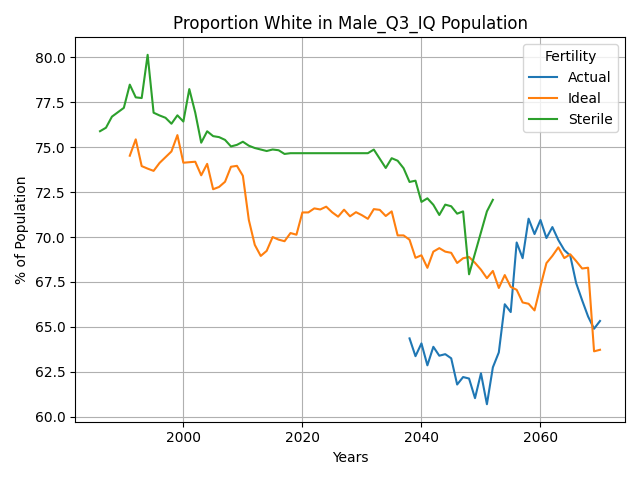 Proportion White in Male_Q3_IQ Population
% of Population
80.0
77.5
75.0
72.5
70.0
67.5
65.0
62.5
60.0
Fertility
Actual
Ideal
Sterile
2000
2020
2040
2060
Years